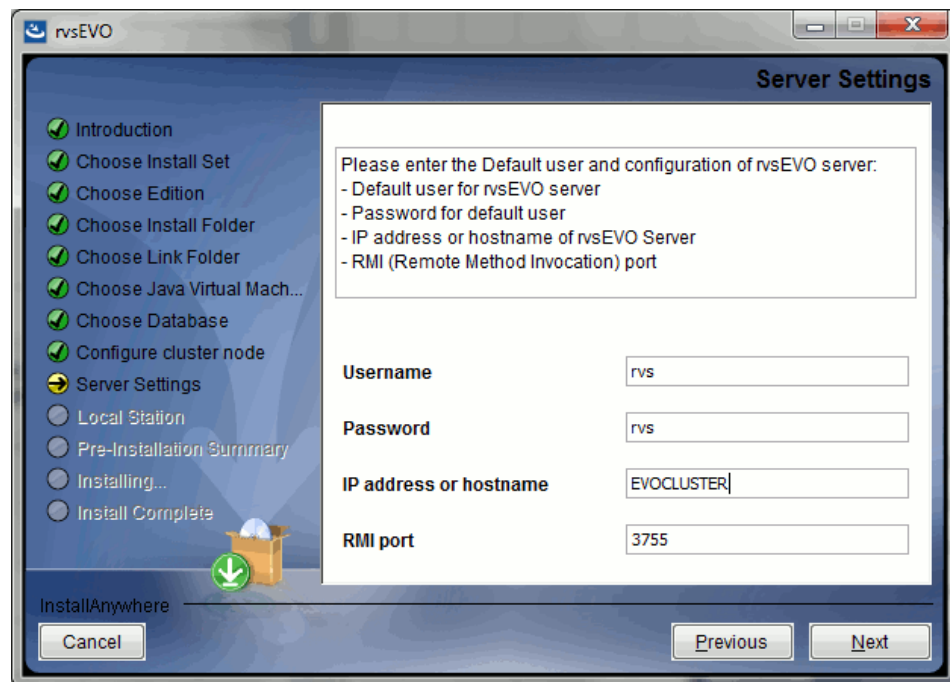 rvsEVO
Server Settings
Introduction
Choose Install Set
Choose Edition
Choose Install Folder
Choose Link Folder
Choose Java Virtual Mach...
Choose Database
Configure cluster node
Server Settings
Local Station
Pre-Installation Summary
Installing...
Install Complete
Please enter the Default user and configuration of rvsEVO server:
- Default user for rvsEVO server
- Password for default user
- IP address or hostname of rvsEVO Server
- RMI (Remote Method Invocation) port
Username rvs
Password rvs
IP address or hostname EVOCLUSTER
RMI port 3755
InstallAnywhere
Cancel Previous Next